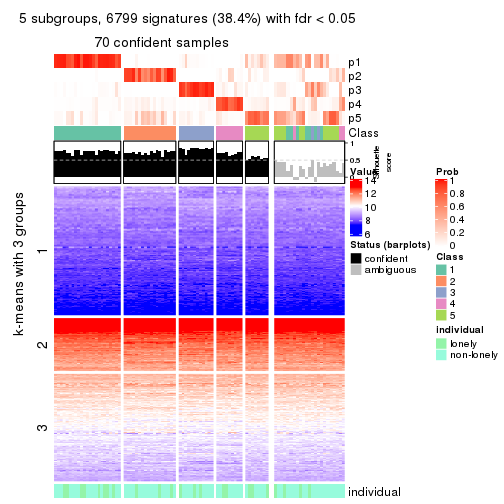 5 subgroups, 6799 signatures (38.4%) with fdr < 0.05
70 confident samples
p1
p2
p3
p4
p5
Class
1
0.5
0
silhouette
score
Value
14
12
10
8
6
Status (barplots)
confident
ambiguous
Prob
1
0.8
0.6
0.4
0.2
0
Class
1
2
3
4
5
individual
lonely
non-lonely
k-means with 3 groups
1
2
3
individual